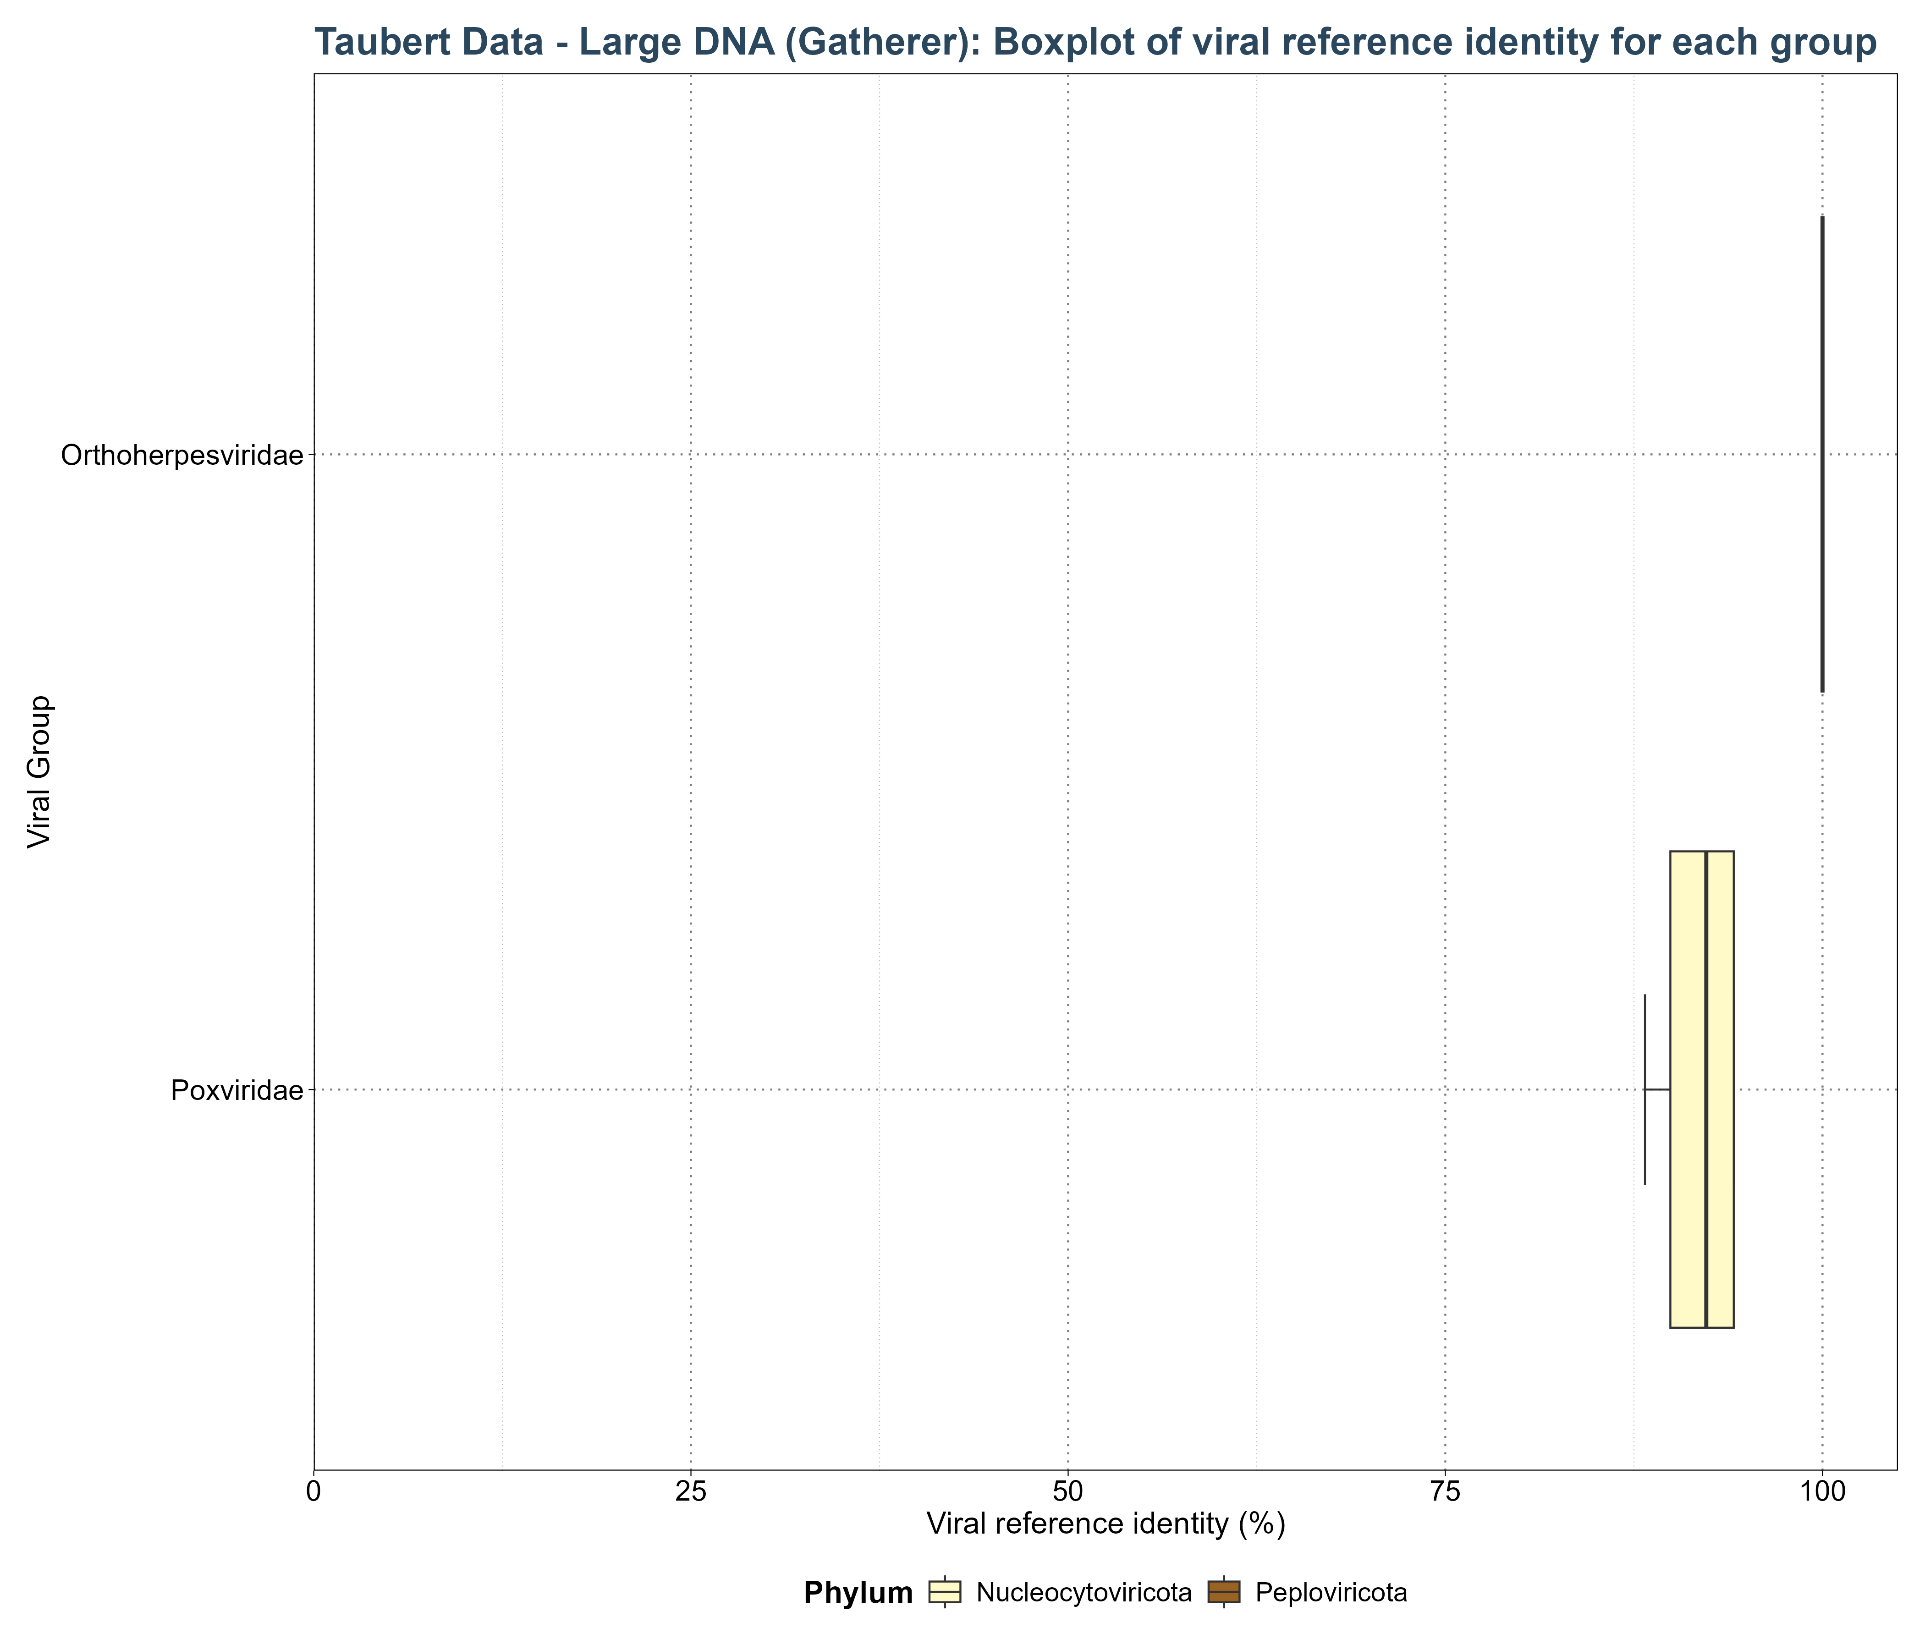 Taubert Data - Large DNA (Gatherer): Boxplot of viral reference identity for each group
Viral Group
Orthoherpesviridae
Poxviridae
0 25 50 75 100
Viral reference identity (%)
Phylum Nucleocytoviricota Peploviricota